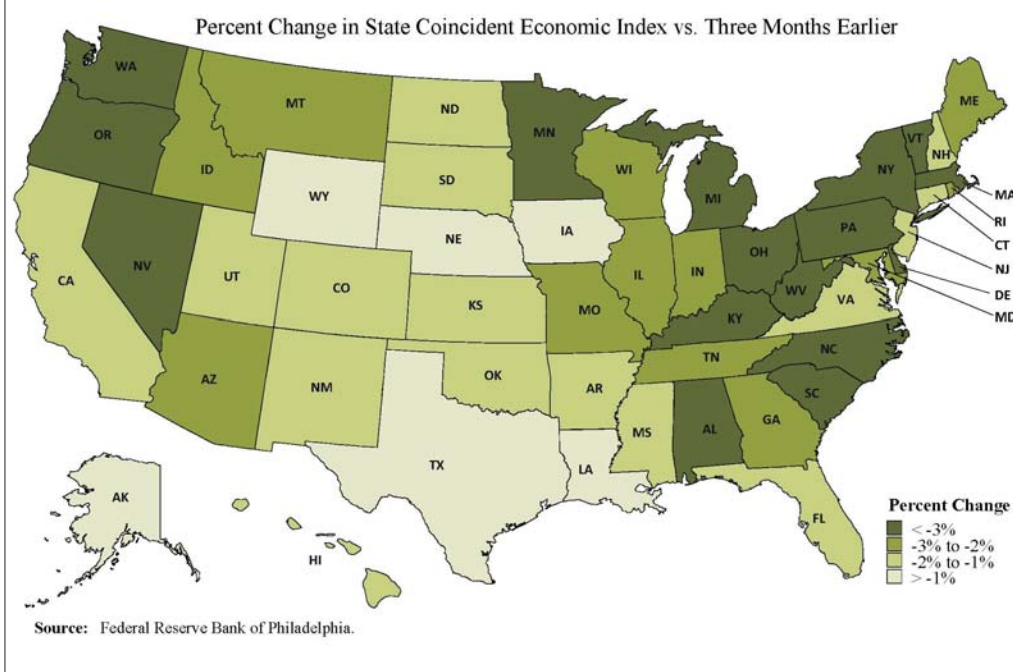 Percent Change in State Coincident Economic Index vs. Three Months Earlier
WA
MT
ND
MN
ME
OR
ID
SD
WI
MI
NY
VT
NH
MA
RI
CT
NJ
DE
MD
WY
NE
IA
PA
NV
UT
CO
KS
IL
IN
OH
WV
VA
CA
MO
KY
NC
AZ
NM
OK
AR
TN
SC
MS
AL
GA
TX
LA
FL
AK
HI
Percent Change
< -3%
-3% to -2%
-2% to -1%
> -1%
Source: Federal Reserve Bank of Philadelphia.